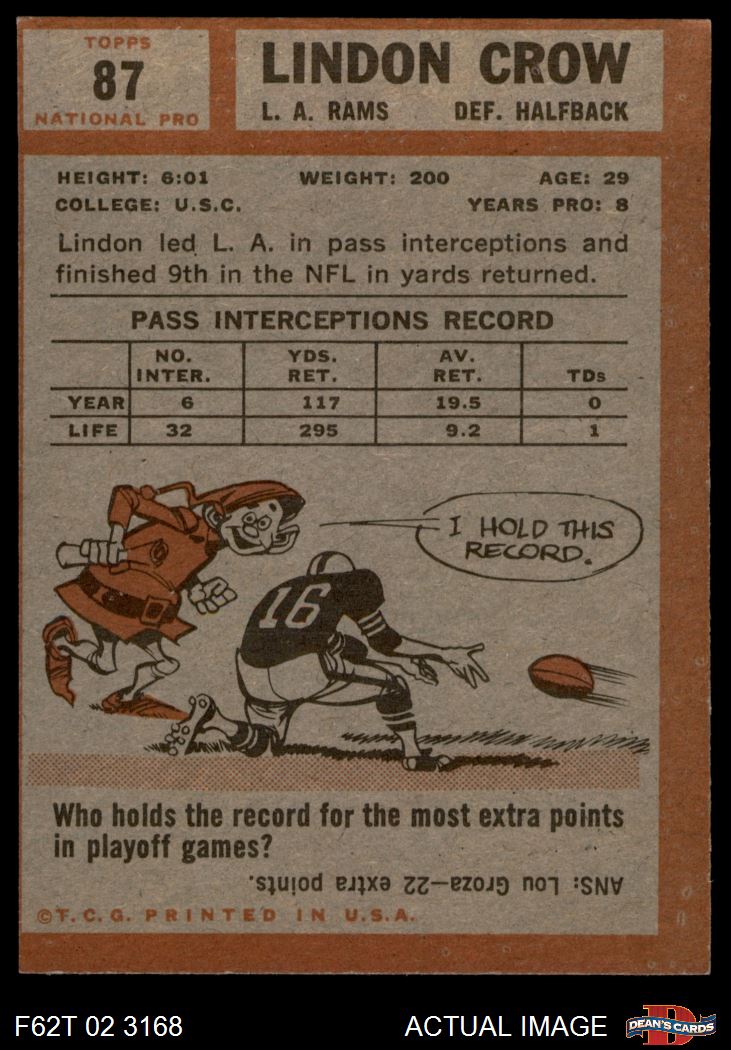 TOPPS
87
NATIONAL PRO
LINDON CROW
L. A. RAMS DEF. HALFBACK
HEIGHT: 6:01 WEIGHT: 200 AGE: 29
COLLEGE: U.S.C. YEARS PRO: 8
Lindon led L. A. in pass interceptions and
finished 9th in the NFL in yards returned.
PASS INTERCEPTIONS RECORD
NO. INTER. YDS. RET. AV. RET. TDs
YEAR 6 117 19.5 0
LIFE 32 295 9.2 1
I HOLD THIS
RECORD.
16
Who holds the record for the most extra points
in playoff games?
ANS: Lou Groza—22 extra points.
©T.C.G. PRINTED IN U.S.A.
F62T 02 3168 ACTUAL IMAGE D DEAN'S CARDS